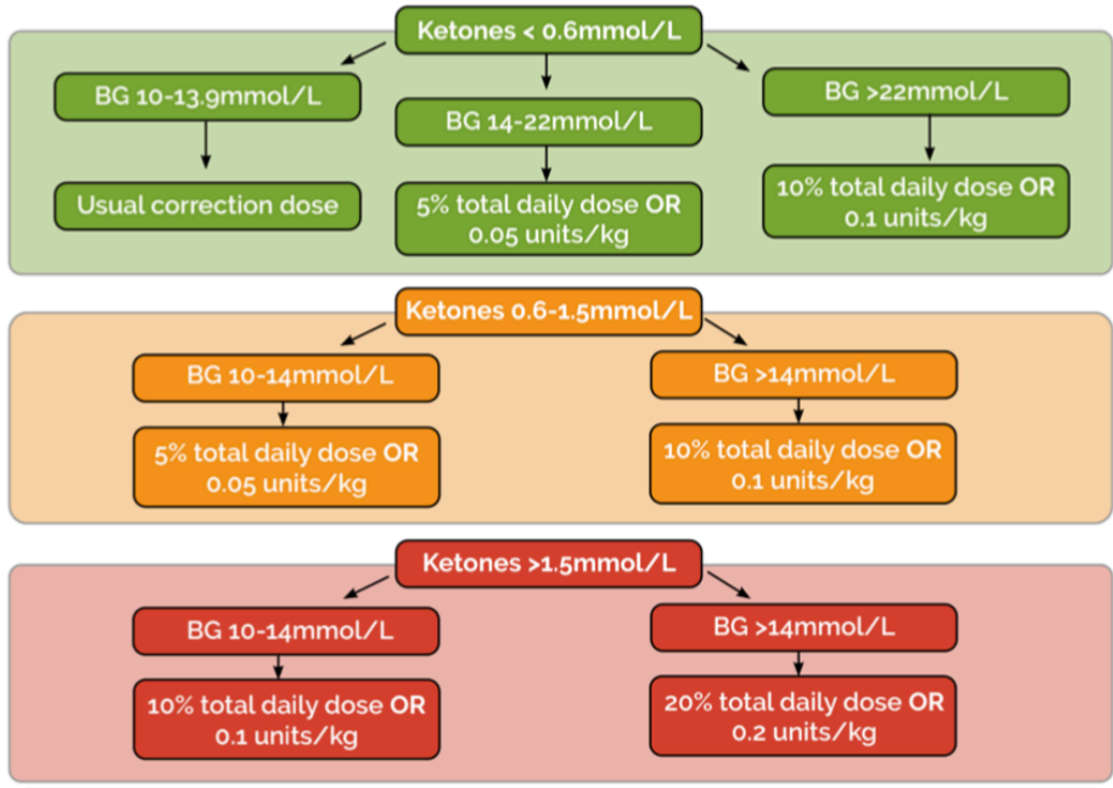 Ketones < 0.6mmol/L
BG 10-13.9mmol/L
Usual correction dose
BG 14-22mmol/L
5% total daily dose OR
0.05 units/kg
BG >22mmol/L
10% total daily dose OR
0.1 units/kg
Ketones 0.6-1.5mmol/L
BG 10-14mmol/L
5% total daily dose OR
0.05 units/kg
BG >14mmol/L
10% total daily dose OR
0.1 units/kg
Ketones >1.5mmol/L
BG 10-14mmol/L
10% total daily dose OR
0.1 units/kg
BG >14mmol/L
20% total daily dose OR
0.2 units/kg